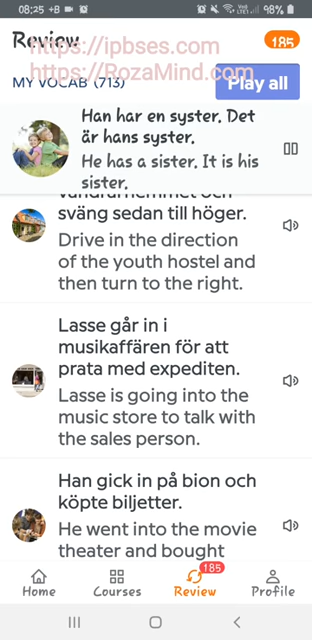 08:25
98%
Review
https://ipbses.com
185
https://RozaMind.com
MY VOCAB (713)
Play all
Han har en syster. Det
är hans syster.
He has a sister. It is his
sister.
sväng sedan till höger.
Drive in the direction
of the youth hostel and
then turn to the right.
Lasse går in i
musikaffären för att
prata med expediten.
Lasse is going into the
music store to talk with
the sales person.
Han gick in på bion och
köpte biljetter.
He went into the movie
theater and bought
185
Home
Courses
Review
Profile